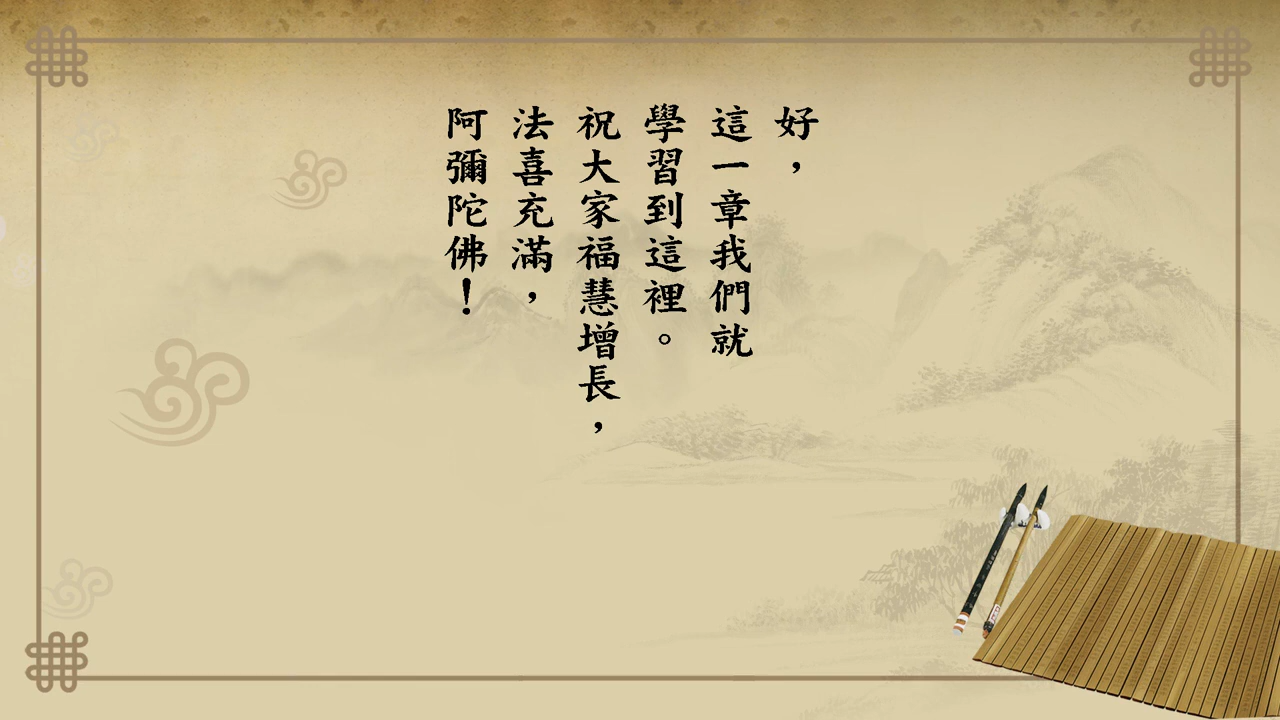 好，
這一章我們就
學習到這裡。
祝大家福慧增長，
法喜充滿，
阿彌陀佛！